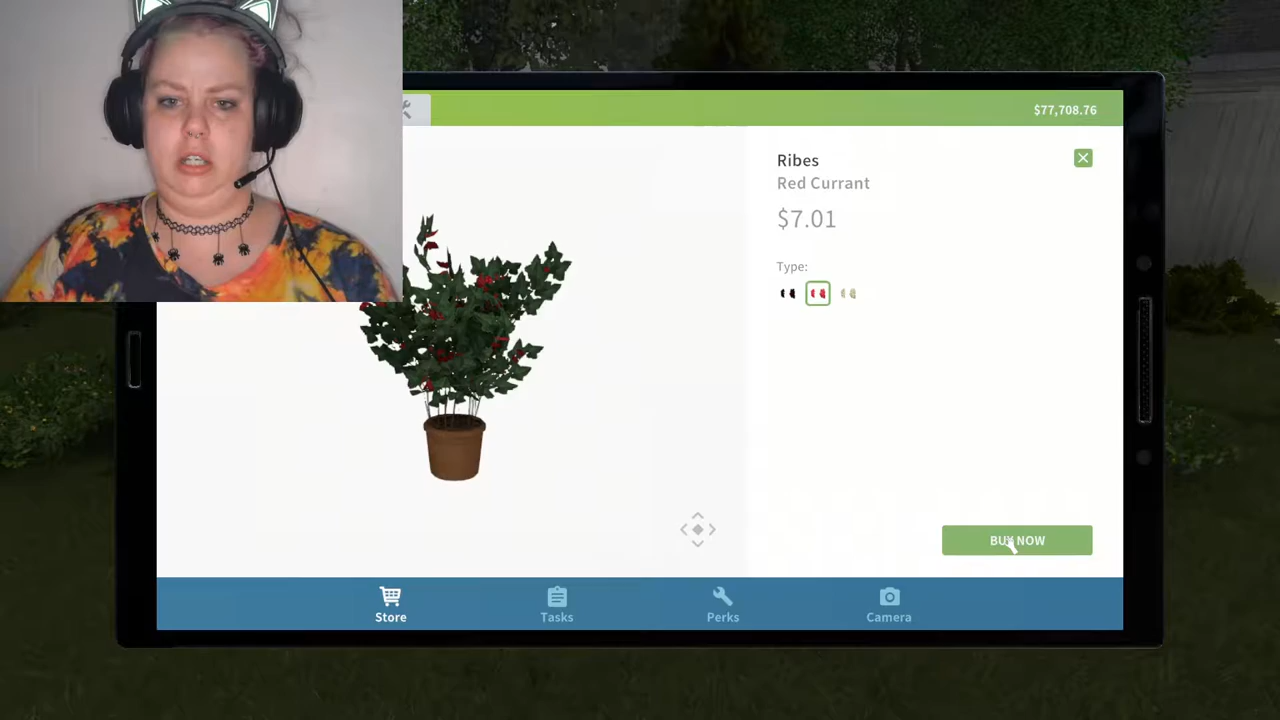 $77,708.76
Ribes
Red Currant
$7.01
Type:
BUY NOW
Store
Tasks
Perks
Camera